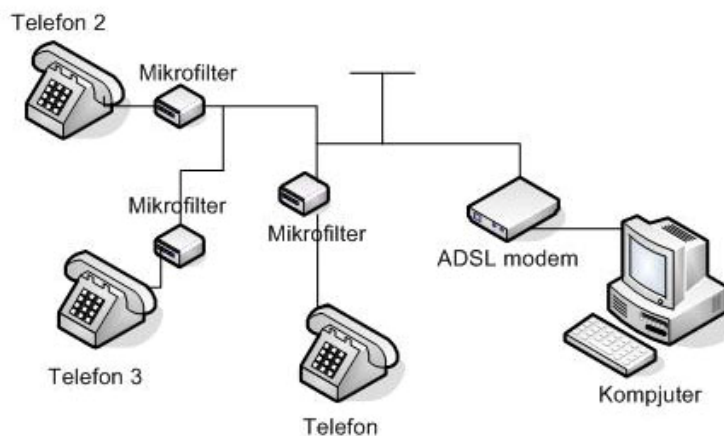 Telefon 2
Mikrofilter
Mikrofilter
Mikrofilter
ADSL modem
Telefon 3
Telefon
Kompjuter